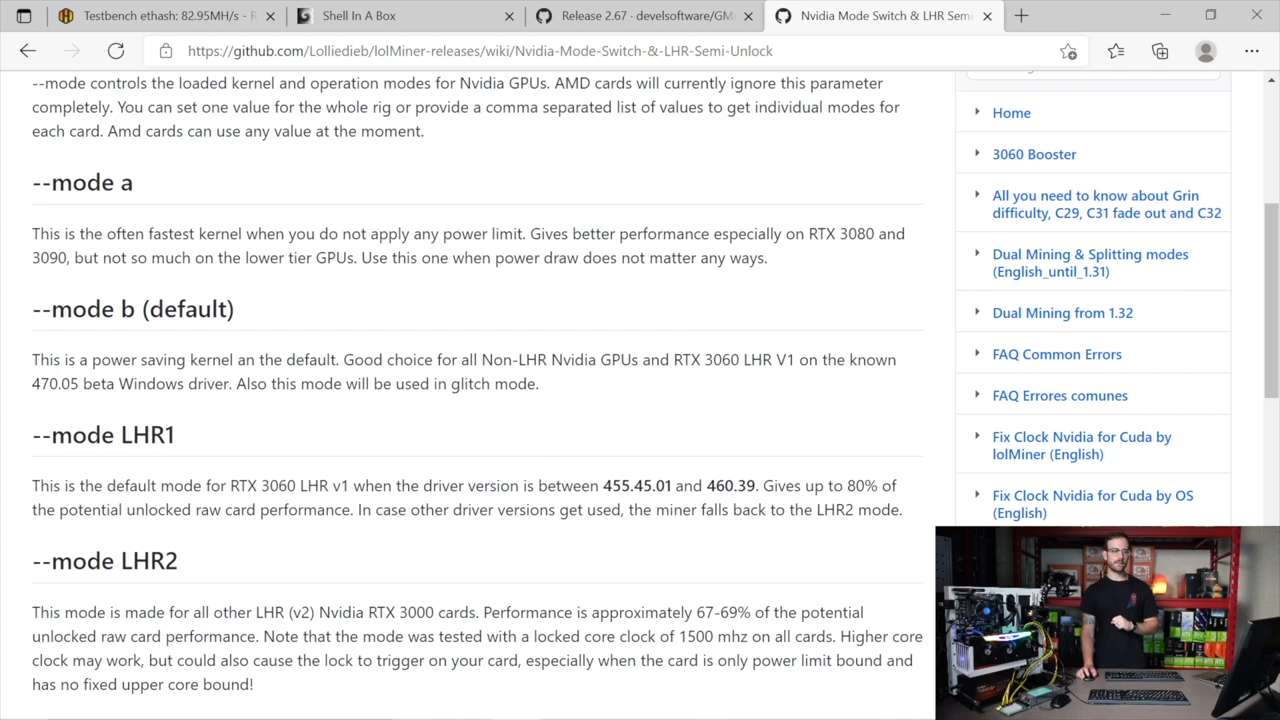 Testbench ethash: 82.95MH/s - R
Shell In A Box
Release 2.67 · develsoftware/GM
Nvidia Mode Switch & LHR Semi
https://github.com/Lolliedieb/lolMiner-releases/wiki/Nvidia-Mode-Switch-&-LHR-Semi-Unlock
--mode controls the loaded kernel and operation modes for Nvidia GPUs. AMD cards will currently ignore this parameter
completely. You can set one value for the whole rig or provide a comma separated list of values to get individual modes for
each card. Amd cards can use any value at the moment.
--mode a
This is the often fastest kernel when you do not apply any power limit. Gives better performance especially on RTX 3080 and
3090, but not so much on the lower tier GPUs. Use this one when power draw does not matter any ways.
--mode b (default)
This is a power saving kernel an the default. Good choice for all Non-LHR Nvidia GPUs and RTX 3060 LHR V1 on the known
470.05 beta Windows driver. Also this mode will be used in glitch mode.
--mode LHR1
This is the default mode for RTX 3060 LHR v1 when the driver version is between 455.45.01 and 460.39. Gives up to 80% of
the potential unlocked raw card performance. In case other driver versions get used, the miner falls back to the LHR2 mode.
--mode LHR2
This mode is made for all other LHR (v2) Nvidia RTX 3000 cards. Performance is approximately 67-69% of the potential
unlocked raw card performance. Note that the mode was tested with a locked core clock of 1500 mhz on all cards. Higher core
clock may work, but could also cause the lock to trigger on your card, especially when the card is only power limit bound and
has no fixed upper core bound!
Home
3060 Booster
All you need to know about Grin
difficulty, C29, C31 fade out and C32
Dual Mining & Splitting modes
(English_until_1.31)
Dual Mining from 1.32
FAQ Common Errors
FAQ Errores comunes
Fix Clock Nvidia for Cuda by
lolMiner (English)
Fix Clock Nvidia for Cuda by OS
(English)